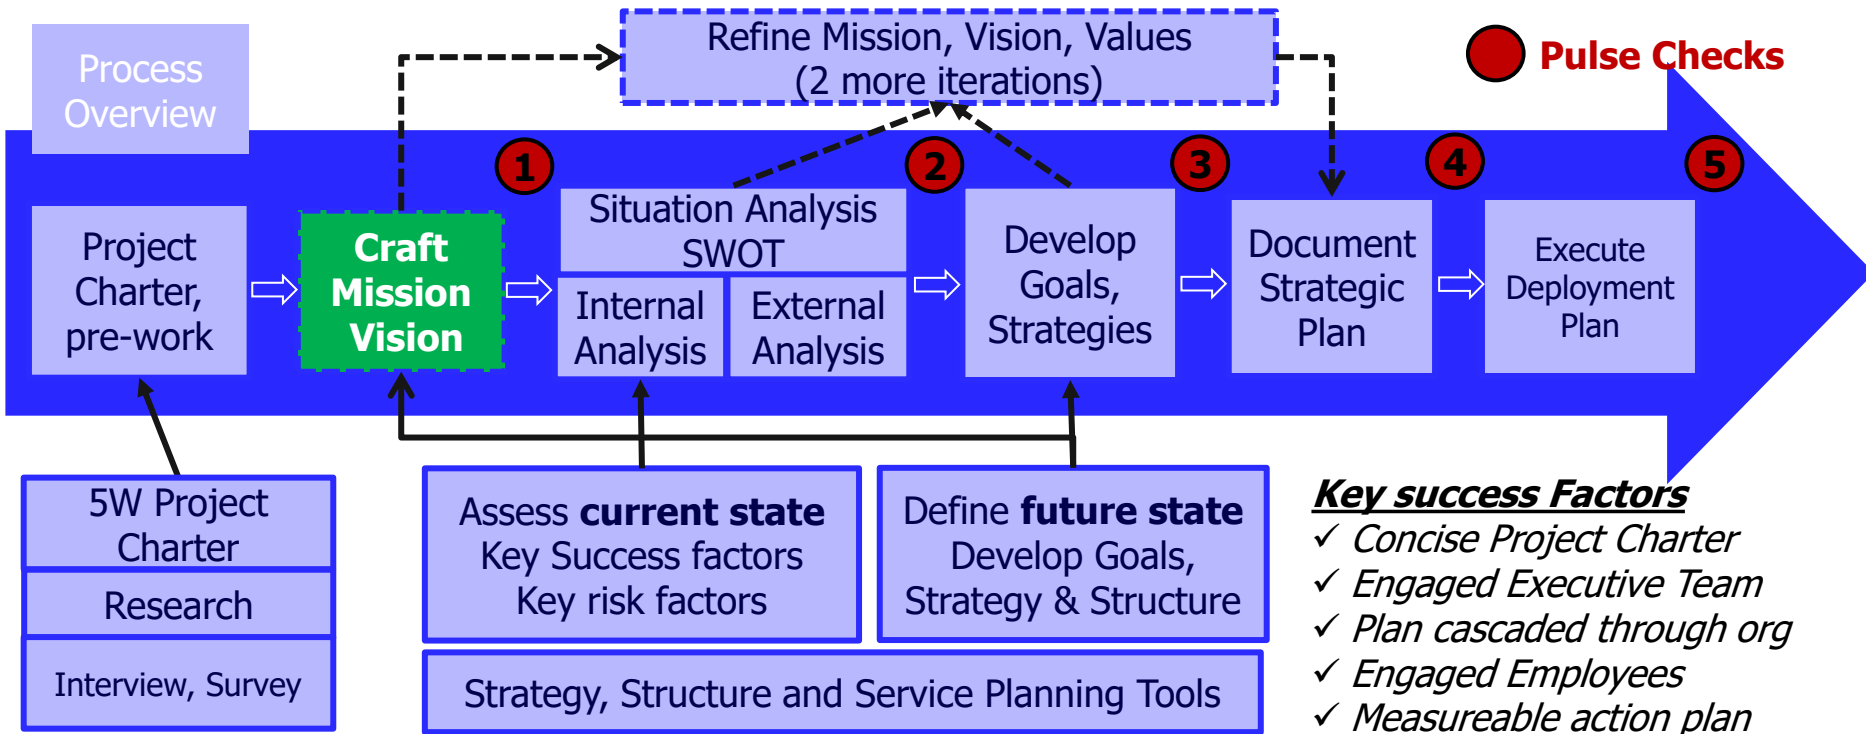 Process
Overview
Refine Mission, Vision, Values
(2 more iterations)
Pulse Checks
1
2
3
4
5
Project
Charter,
pre-work
Craft
Mission
Vision
Situation Analysis
SWOT
Internal
Analysis
External
Analysis
Develop
Goals,
Strategies
Document
Strategic
Plan
Execute
Deployment
Plan
5W Project
Charter
Research
Interview, Survey
Assess current state
Key Success factors
Key risk factors
Define future state
Develop Goals,
Strategy & Structure
Strategy, Structure and Service Planning Tools
Key success Factors
✓ Concise Project Charter
✓ Engaged Executive Team
✓ Plan cascaded through org
✓ Engaged Employees
✓ Measureable action plan